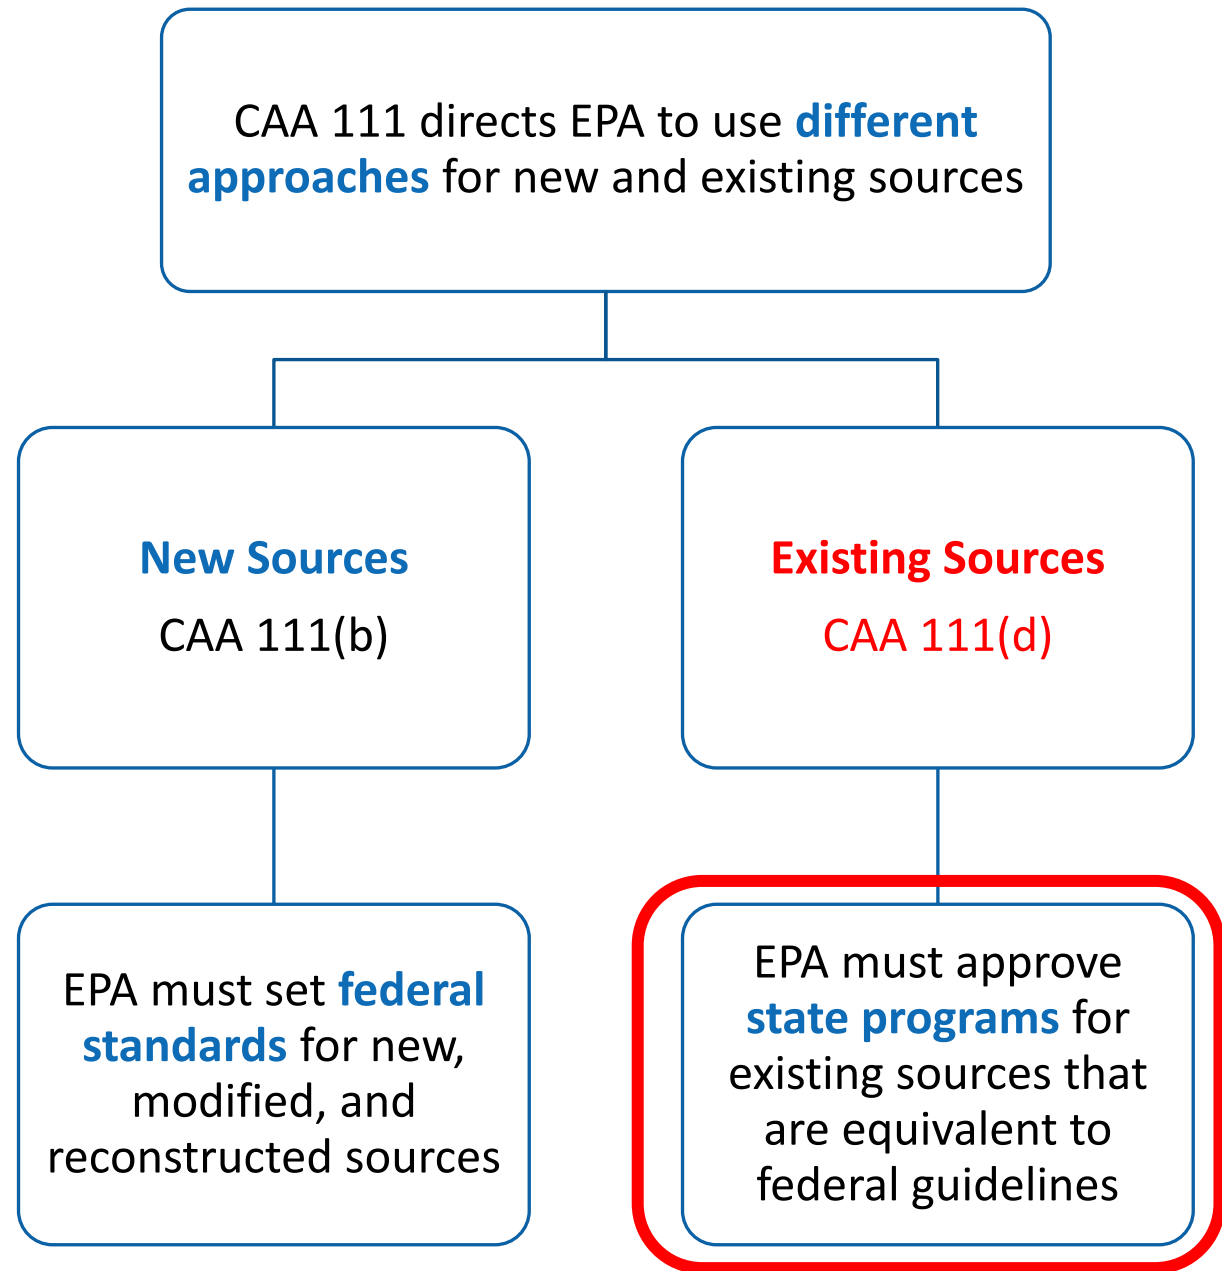 CAA 111 directs EPA to use different
approaches for new and existing sources
New Sources
CAA 111(b)
Existing Sources
CAA 111(d)
EPA must set federal
standards for new,
modified, and
reconstructed sources
EPA must approve
state programs for
existing sources that
are equivalent to
federal guidelines